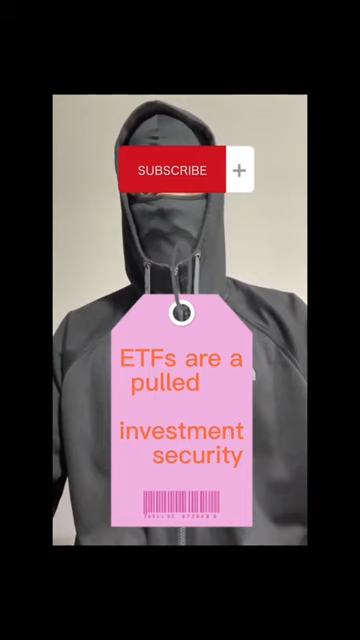 SUBSCRIBE
ETFs are a
pulled
investment
security